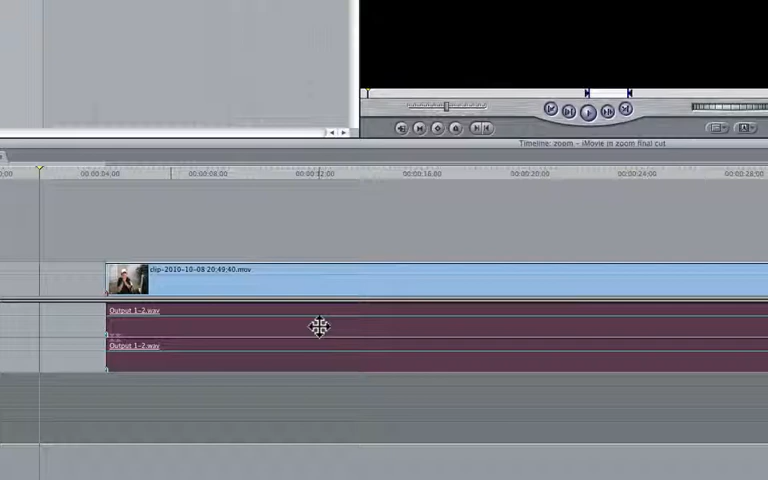 Timeline: zoom - iMovie in zoom final cut
00:00:04;00 00:00:08;00 00:00:12;00 00:00:16;00 00:00:20;00 00:00:24;00 00:00:28;00
clip-2010-10-08 20;49;40.mov
Output 1-2.wav
Output 1-2.wav